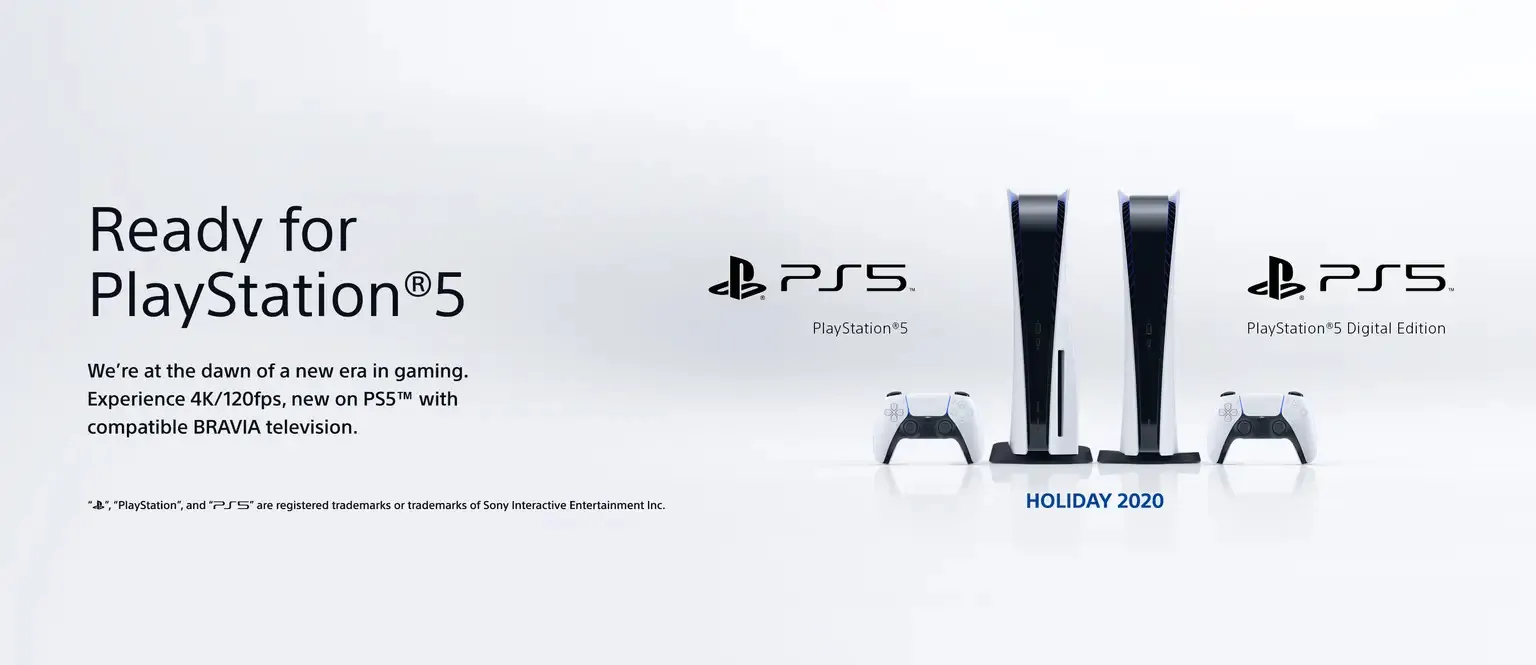 Ready for
PlayStation®5
We're at the dawn of a new era in gaming.
Experience 4K/120fps, new on PS5™ with
compatible BRAVIA television.
"", "PlayStation", and "PS5" are registered trademarks or trademarks of Sony Interactive Entertainment Inc.
PS5™
PlayStation®5
PS5™
PlayStation®5 Digital Edition
HOLIDAY 2020